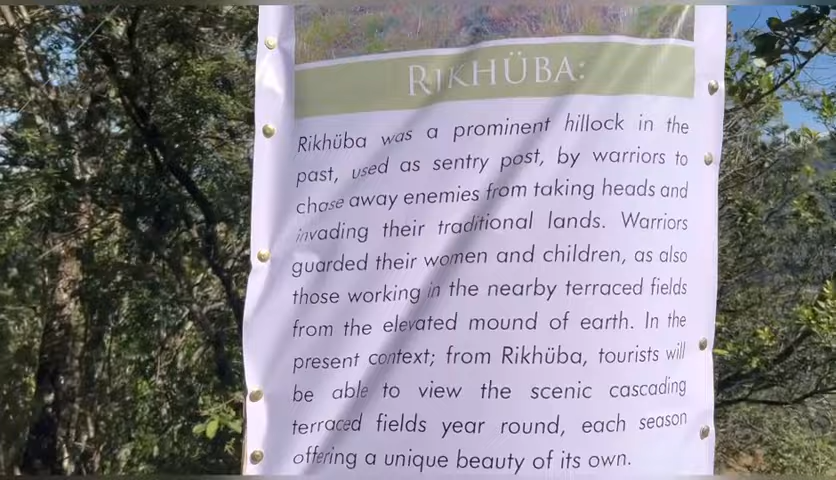 RIKHÜBA:
Rikhüba was a prominent hillock in the
past, used as sentry post, by warriors to
chase away enemies from taking heads and
invading their traditional lands. Warriors
guarded their women and children, as also
those working in the nearby terraced fields
from the elevated mound of earth. In the
present context; from Rikhüba, tourists will
be able to view the scenic cascading
terraced fields year round, each season
offering a unique beauty of its own.